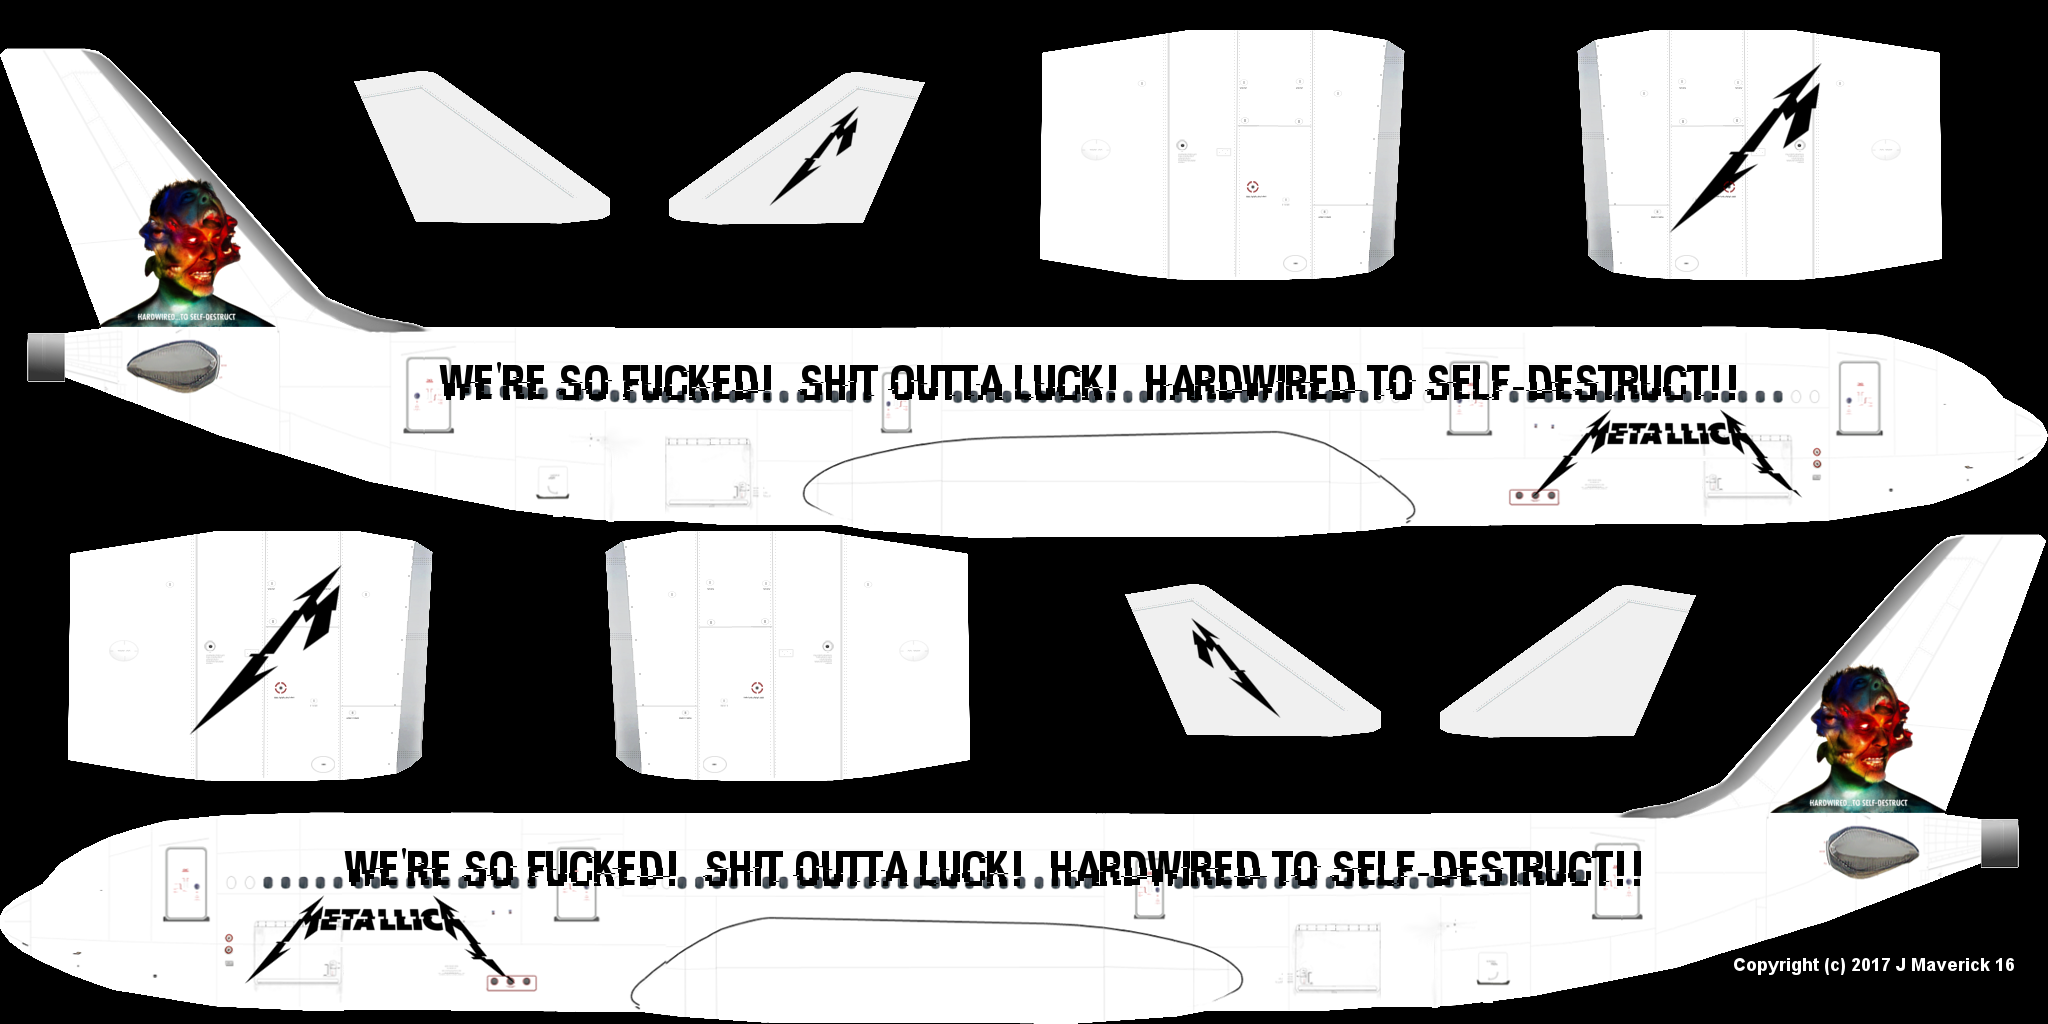 HARDWIRED...TO SELF-DESTRUCT
WE'RE SO FUCKED! SHIT OUTTA LUCK! HARDWIRED TO SELF-DESTRUCT!!
METALLICA
HARDWIRED...TO SELF-DESTRUCT
WE'RE SO FUCKED! SHIT OUTTA LUCK! HARDWIRED TO SELF-DESTRUCT!!
METALLICA
Copyright (c) 2017 J Maverick 16